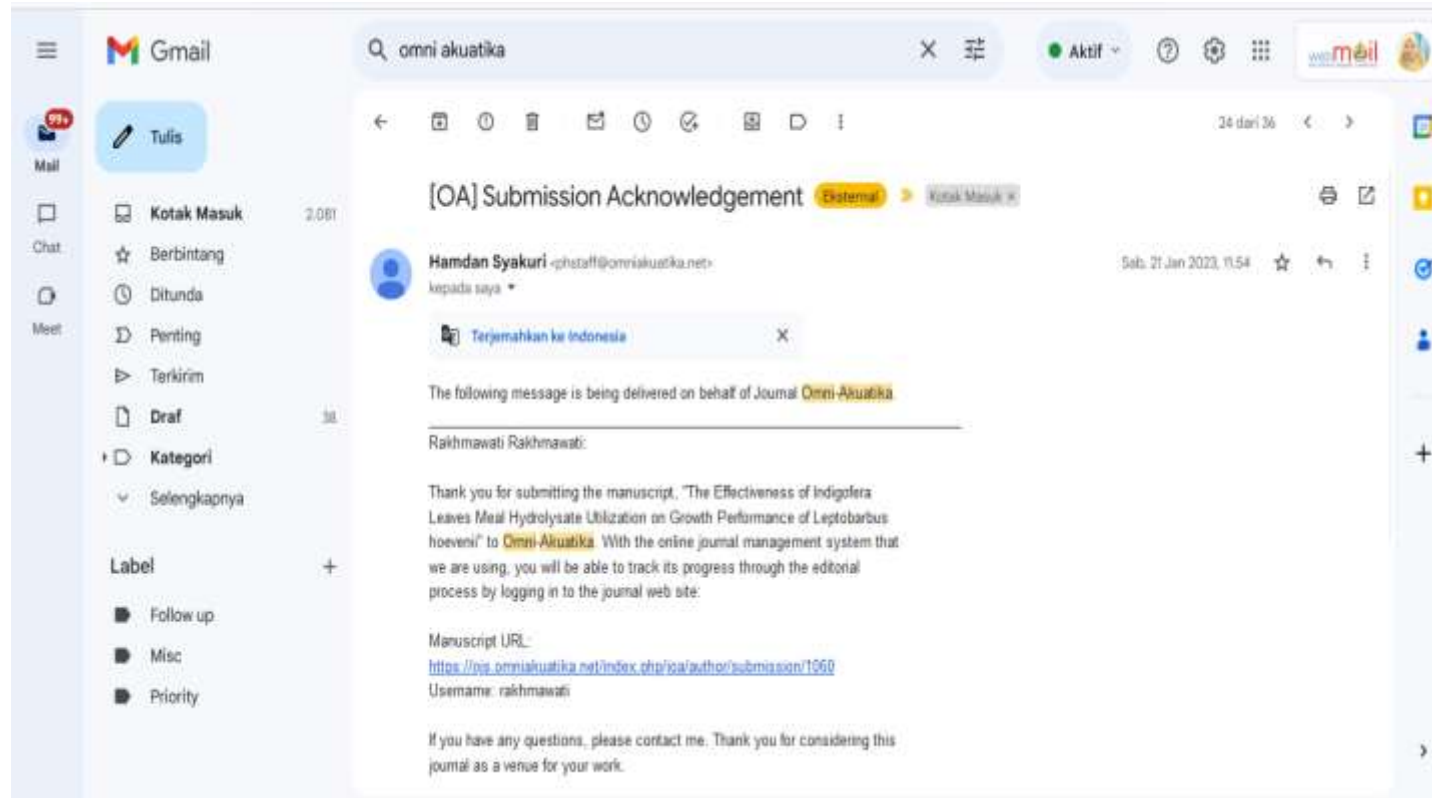 Gmail
omni akuatika
Aktif
webmail
99+
Mail
Chat
Meet
Tulis
Kotak Masuk 2.081
Berbintang
Ditunda
Penting
Terkirim
Draf 38
Kategori
Selengkapnya
Label
Follow up
Misc
Priority
24 dari 36
[OA] Submission Acknowledgement Eksternal Kotak Masuk x
Hamdan Syakuri <phstaff@omniakuatika.net> Sab, 21 Jan 2023, 11.54
kepada saya
Terjemahkan ke Indonesia
The following message is being delivered on behalf of Journal Omni-Akuatika.
Rakhmawati Rakhmawati:
Thank you for submitting the manuscript, "The Effectiveness of Indigofera
Leaves Meal Hydrolysate Utilization on Growth Performance of Leptobarbus
hoevenii" to Omni-Akuatika. With the online journal management system that
we are using, you will be able to track its progress through the editorial
process by logging in to the journal web site:
Manuscript URL:
https://ojs.omniakuatika.net/index.php/joa/author/submission/1060
Username: rakhmawati
If you have any questions, please contact me. Thank you for considering this
journal as a venue for your work.